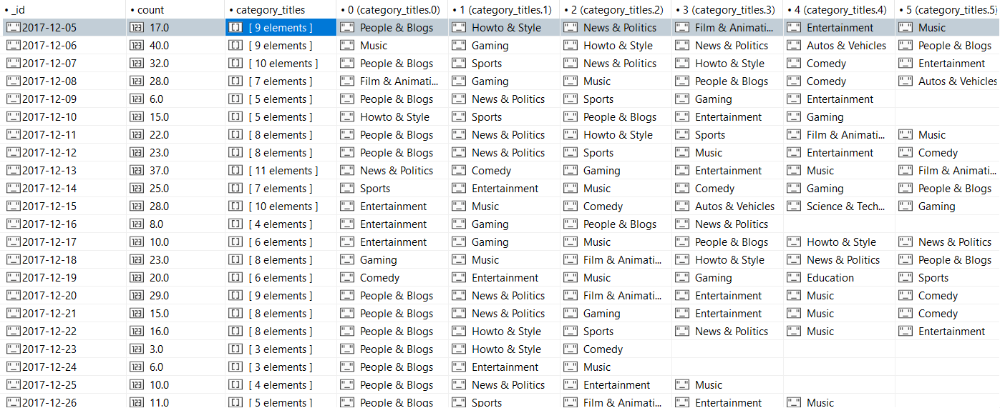 • _id • count • category_titles • 0 (category_titles.0) • 1 (category_titles.1) • 2 (category_titles.2) • 3 (category_titles.3) • 4 (category_titles.4) • 5 (category_titles.5)
2017-12-05 17.0 [ 9 elements ] People & Blogs Howto & Style News & Politics Film & Animati... Entertainment Music
2017-12-06 40.0 [ 9 elements ] Music Gaming Howto & Style News & Politics Autos & Vehicles People & Blogs
2017-12-07 32.0 [ 10 elements ] People & Blogs Sports News & Politics Howto & Style Comedy Entertainment
2017-12-08 28.0 [ 7 elements ] Film & Animati... Gaming Music People & Blogs Comedy Autos & Vehicles
2017-12-09 6.0 [ 5 elements ] People & Blogs News & Politics Sports Gaming Entertainment
2017-12-10 15.0 [ 5 elements ] Howto & Style Sports People & Blogs Entertainment Gaming
2017-12-11 22.0 [ 8 elements ] People & Blogs News & Politics Howto & Style Sports Film & Animati... Music
2017-12-12 23.0 [ 8 elements ] People & Blogs News & Politics Sports Music Entertainment Comedy
2017-12-13 37.0 [ 11 elements ] News & Politics Comedy Gaming Entertainment Music Film & Animati...
2017-12-14 25.0 [ 7 elements ] Sports Entertainment Music Comedy Gaming People & Blogs
2017-12-15 28.0 [ 10 elements ] Entertainment Music Comedy Autos & Vehicles Science & Tech... Gaming
2017-12-16 8.0 [ 4 elements ] Entertainment Gaming People & Blogs News & Politics
2017-12-17 10.0 [ 6 elements ] Entertainment Gaming Music People & Blogs Howto & Style News & Politics
2017-12-18 23.0 [ 8 elements ] Gaming Music Film & Animati... Howto & Style News & Politics People & Blogs
2017-12-19 20.0 [ 6 elements ] Comedy Entertainment Music Gaming Education Sports
2017-12-20 29.0 [ 9 elements ] People & Blogs News & Politics Film & Animati... Entertainment Music Comedy
2017-12-21 15.0 [ 8 elements ] People & Blogs News & Politics Gaming Entertainment Music Comedy
2017-12-22 16.0 [ 8 elements ] People & Blogs Howto & Style Sports News & Politics Music Entertainment
2017-12-23 3.0 [ 3 elements ] People & Blogs Howto & Style Comedy
2017-12-24 6.0 [ 3 elements ] People & Blogs Entertainment Music
2017-12-25 10.0 [ 4 elements ] People & Blogs News & Politics Entertainment Music
2017-12-26 11.0 [ 5 elements ] People & Blogs Sports Film & Animati... Entertainment Music